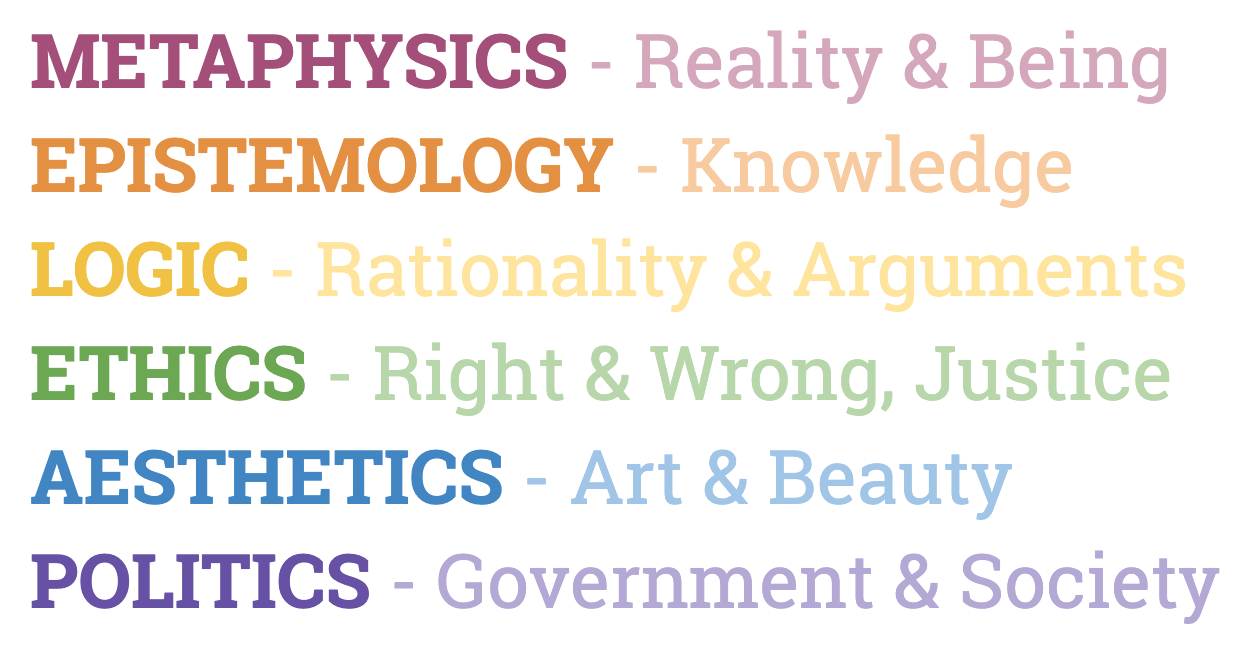 METAPHYSICS - Reality & Being
EPISTEMOLOGY - Knowledge
LOGIC - Rationality & Arguments
ETHICS - Right & Wrong, Justice
AESTHETICS - Art & Beauty
POLITICS - Government & Society